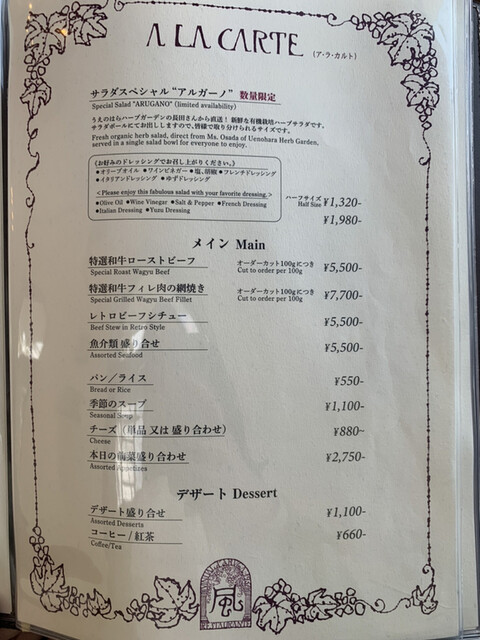 A LA CARTE (ア・ラ・カルト)
サラダスペシャル“アルガーノ” 数量限定
Special Salad "ARUGANO" (limited availability)
うえのはらハーブガーデンの長田さんから直送！ 新鮮な有機栽培ハーブサラダです。
サラダボールにてお出ししますので、皆様で取り分けられるサイズです。
Fresh organic herb salad, direct from Ms. Osada of Uenohara Herb Garden,
served in a single salad bowl for everyone to enjoy.
《お好みのドレッシングでお召し上がりください。》
●オリーブオイル ●ワインビネガー ●塩、胡椒 ●フレンチドレッシング
●イタリアンドレッシング ●ゆずドレッシング
<Please enjoy this fabulous salad with your favorite dressing.>
●Olive Oil ●Wine Vinegar ●Salt & Pepper ●French Dressing
●Italian Dressing ●Yuzu Dressing
ハーフサイズ
Half Size ¥1,320-
¥1,980-
メイン Main
特選和牛ローストビーフ オーダーカット100gにつき ¥5,500-
Special Roast Wagyu Beef Cut to order per 100g
特選和牛フィレ肉の網焼き オーダーカット100gにつき ¥7,700-
Special Grilled Wagyu Beef Fillet Cut to order per 100g
レトロビーフシチュー ¥5,500-
Beef Stew in Retro Style
魚介類 盛り合せ ¥5,500-
Assorted Seafood
パン／ライス ¥550-
Bread or Rice
季節のスープ ¥1,100-
Seasonal Soup
チーズ（単品 又は 盛り合わせ） ¥880~
Cheese
本日の前菜盛り合わせ ¥2,750-
Assorted Appetizers
デザート Dessert
デザート盛り合せ ¥1,100-
Assorted Desserts
コーヒー / 紅茶 ¥660-
Coffee/Tea
風
RESTAURANT